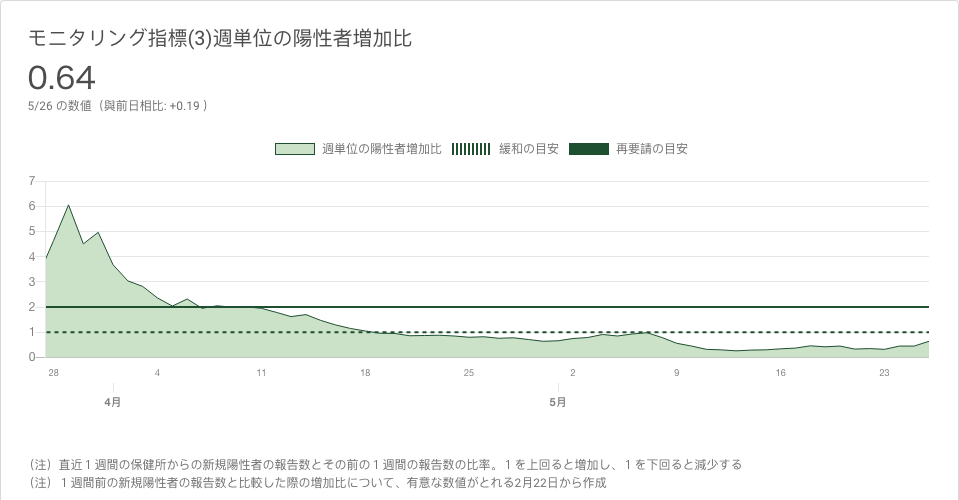 モニタリング指標(3)週単位の陽性者増加比
0.64
5/26 の数値（與前日相比: +0.19 ）
週単位の陽性者増加比 緩和の目安 再要請の目安
7
6
5
4
3
2
1
0
28 4 11 18 25 2 9 16 23
4月 5月
（注）直近１週間の保健所からの新規陽性者の報告数とその前の１週間の報告数の比率。１を上回ると増加し、１を下回ると減少する
（注）１週間前の新規陽性者の報告数と比較した際の増加比について、有意な数値がとれる2月22日から作成